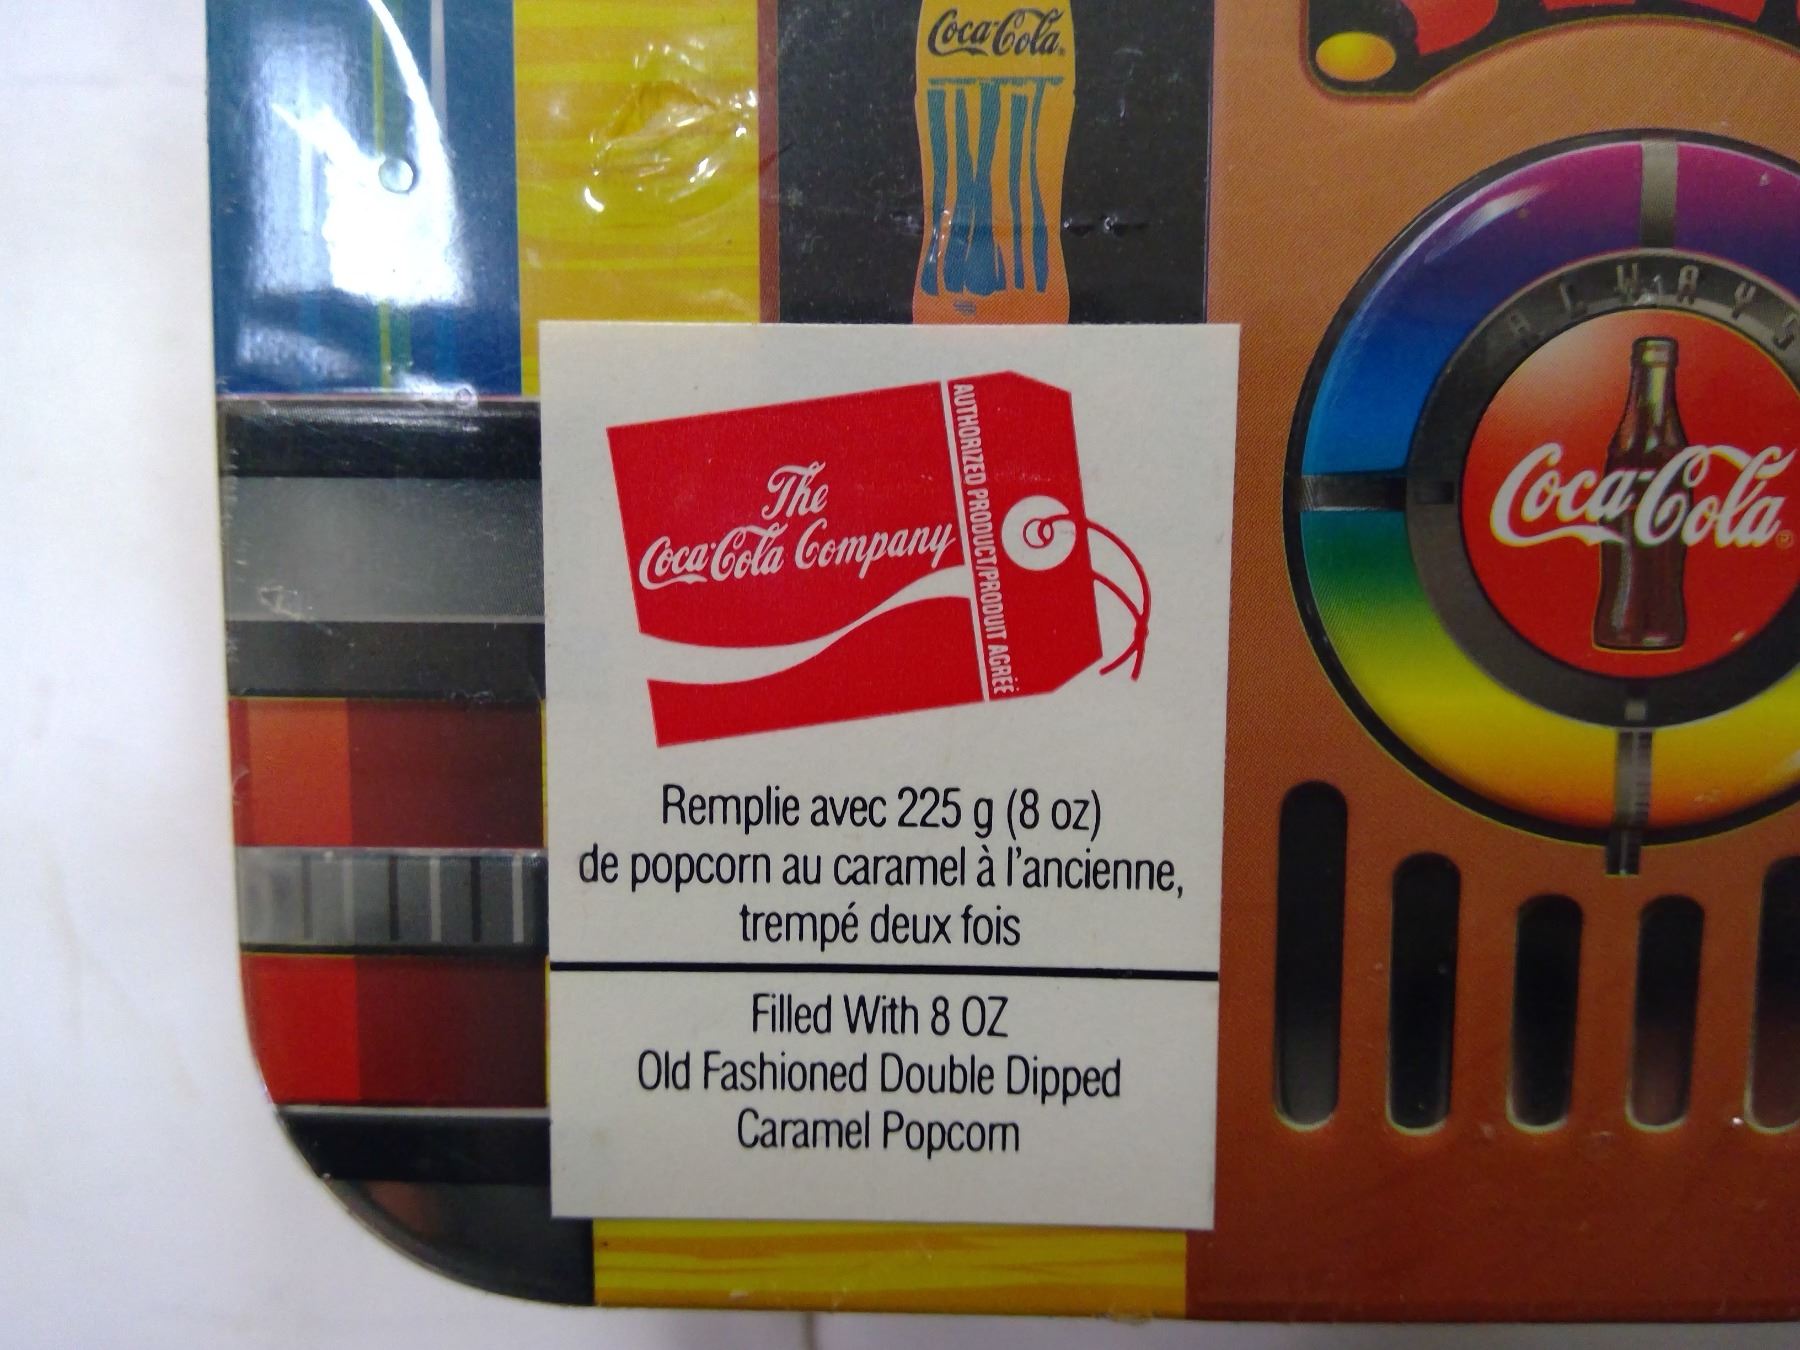 Coca-Cola
ALWAYS
Coca-Cola
The
Coca-Cola Company
AUTHORIZED PRODUCT/PRODUIT AGRÉÉ
Remplie avec 225 g (8 oz)
de popcorn au caramel à l'ancienne,
trempé deux fois
Filled With 8 OZ
Old Fashioned Double Dipped
Caramel Popcorn